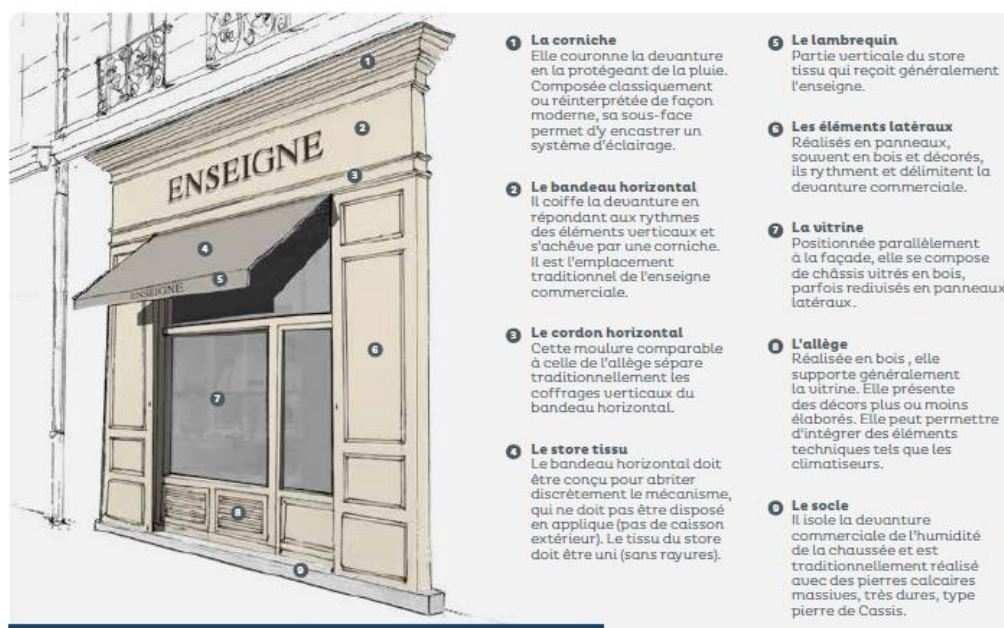 ENSEIGNE
ENSEIGNE
1
2
3
4
5
6
7
8
9
1 La corniche
Elle couronne la devanture
en la protégeant de la pluie.
Composée classiquement
ou réinterprétée de façon
moderne, sa sous-face
permet d'y encastrer un
système d'éclairage.
2 Le bandeau horizontal
Il coiffe la devanture en
répondant aux rythmes
des éléments verticaux et
s'achève par une corniche.
Il est l'emplacement
traditionnel de l'enseigne
commerciale.
3 Le cordon horizontal
Cette moulure comparable
à celle de l'allège sépare
traditionnellement les
coffrages verticaux du
bandeau horizontal.
4 Le store tissu
Le bandeau horizontal doit
être conçu pour abriter
discrètement le mécanisme,
qui ne doit pas être disposé
en applique (pas de caisson
extérieur). Le tissu du store
doit être uni (sans rayures).
5 Le lambrequin
Partie verticale du store
tissu qui reçoit généralement
l'enseigne.
6 Les éléments latéraux
Réalisés en panneaux,
souvent en bois et décorés,
ils rythment et délimitent la
devanture commerciale.
7 La vitrine
Positionnée parallèlement
à la façade, elle se compose
de châssis vitrés en bois,
parfois redivisés en panneaux
latéraux.
8 L'allège
Réalisée en bois , elle
supporte généralement
la vitrine. Elle présente
des décors plus ou moins
élaborés. Elle peut permettre
d'intégrer des éléments
techniques tels que les
climatiseurs.
9 Le socle
Il isole la devanture
commerciale de l'humidité
de la chaussée et est
traditionnellement réalisé
avec des pierres calcaires
massives, très dures, type
pierre de Cassis.